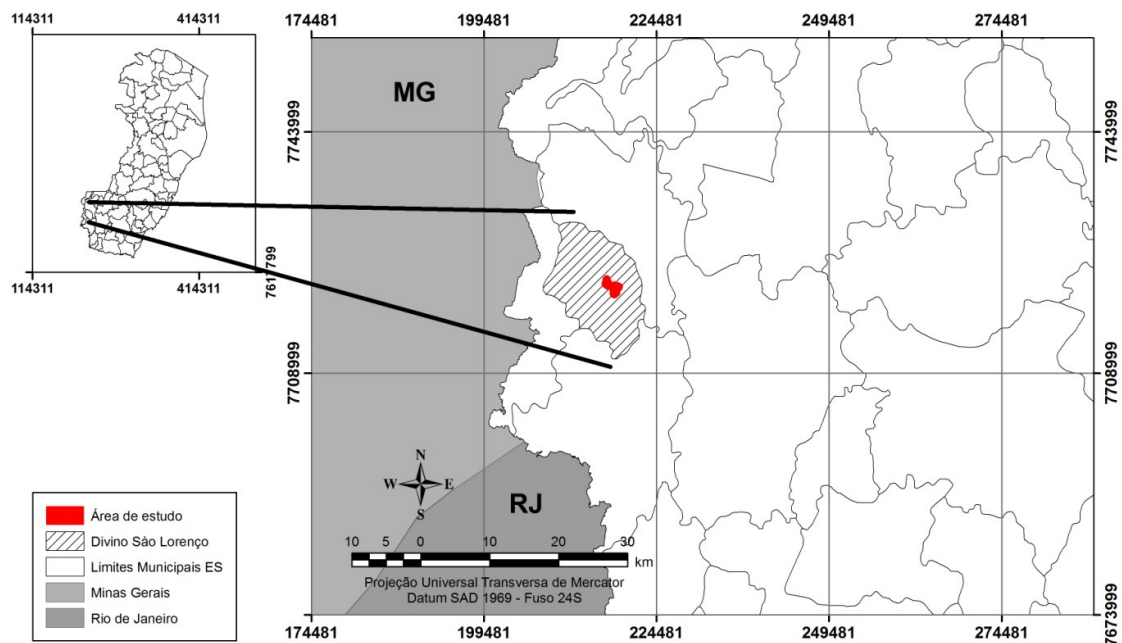 114311 414311
174481 199481 224481 249481 274481
MG
7743999 7743999
114311 414311
7617799
7708999 7708999
N
W E
S
RJ
10 5 0 10 20 30
km
Projeção Universal Transversa de Mercator
Datum SAD 1969 - Fuso 24S
Área de estudo
Divino Sào Lorenço
Limites Municipais ES
Minas Gerais
Rio de Janeiro
7673999
174481 199481 224481 249481 274481